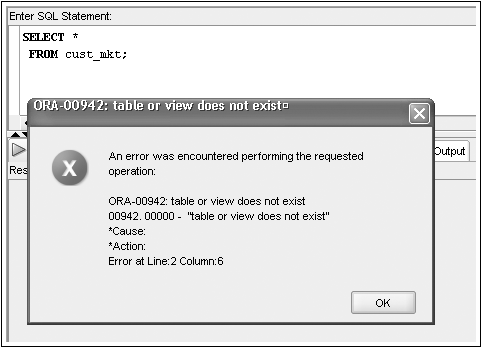 Enter SQL Statement:
SELECT *
FROM cust_mkt;
ORA-00942: table or view does not exist¤
An error was encountered performing the requested
operation:
ORA-00942: table or view does not exist
00942. 00000 - "table or view does not exist"
*Cause:
*Action:
Error at Line:2 Column:6
OK
Output
Res